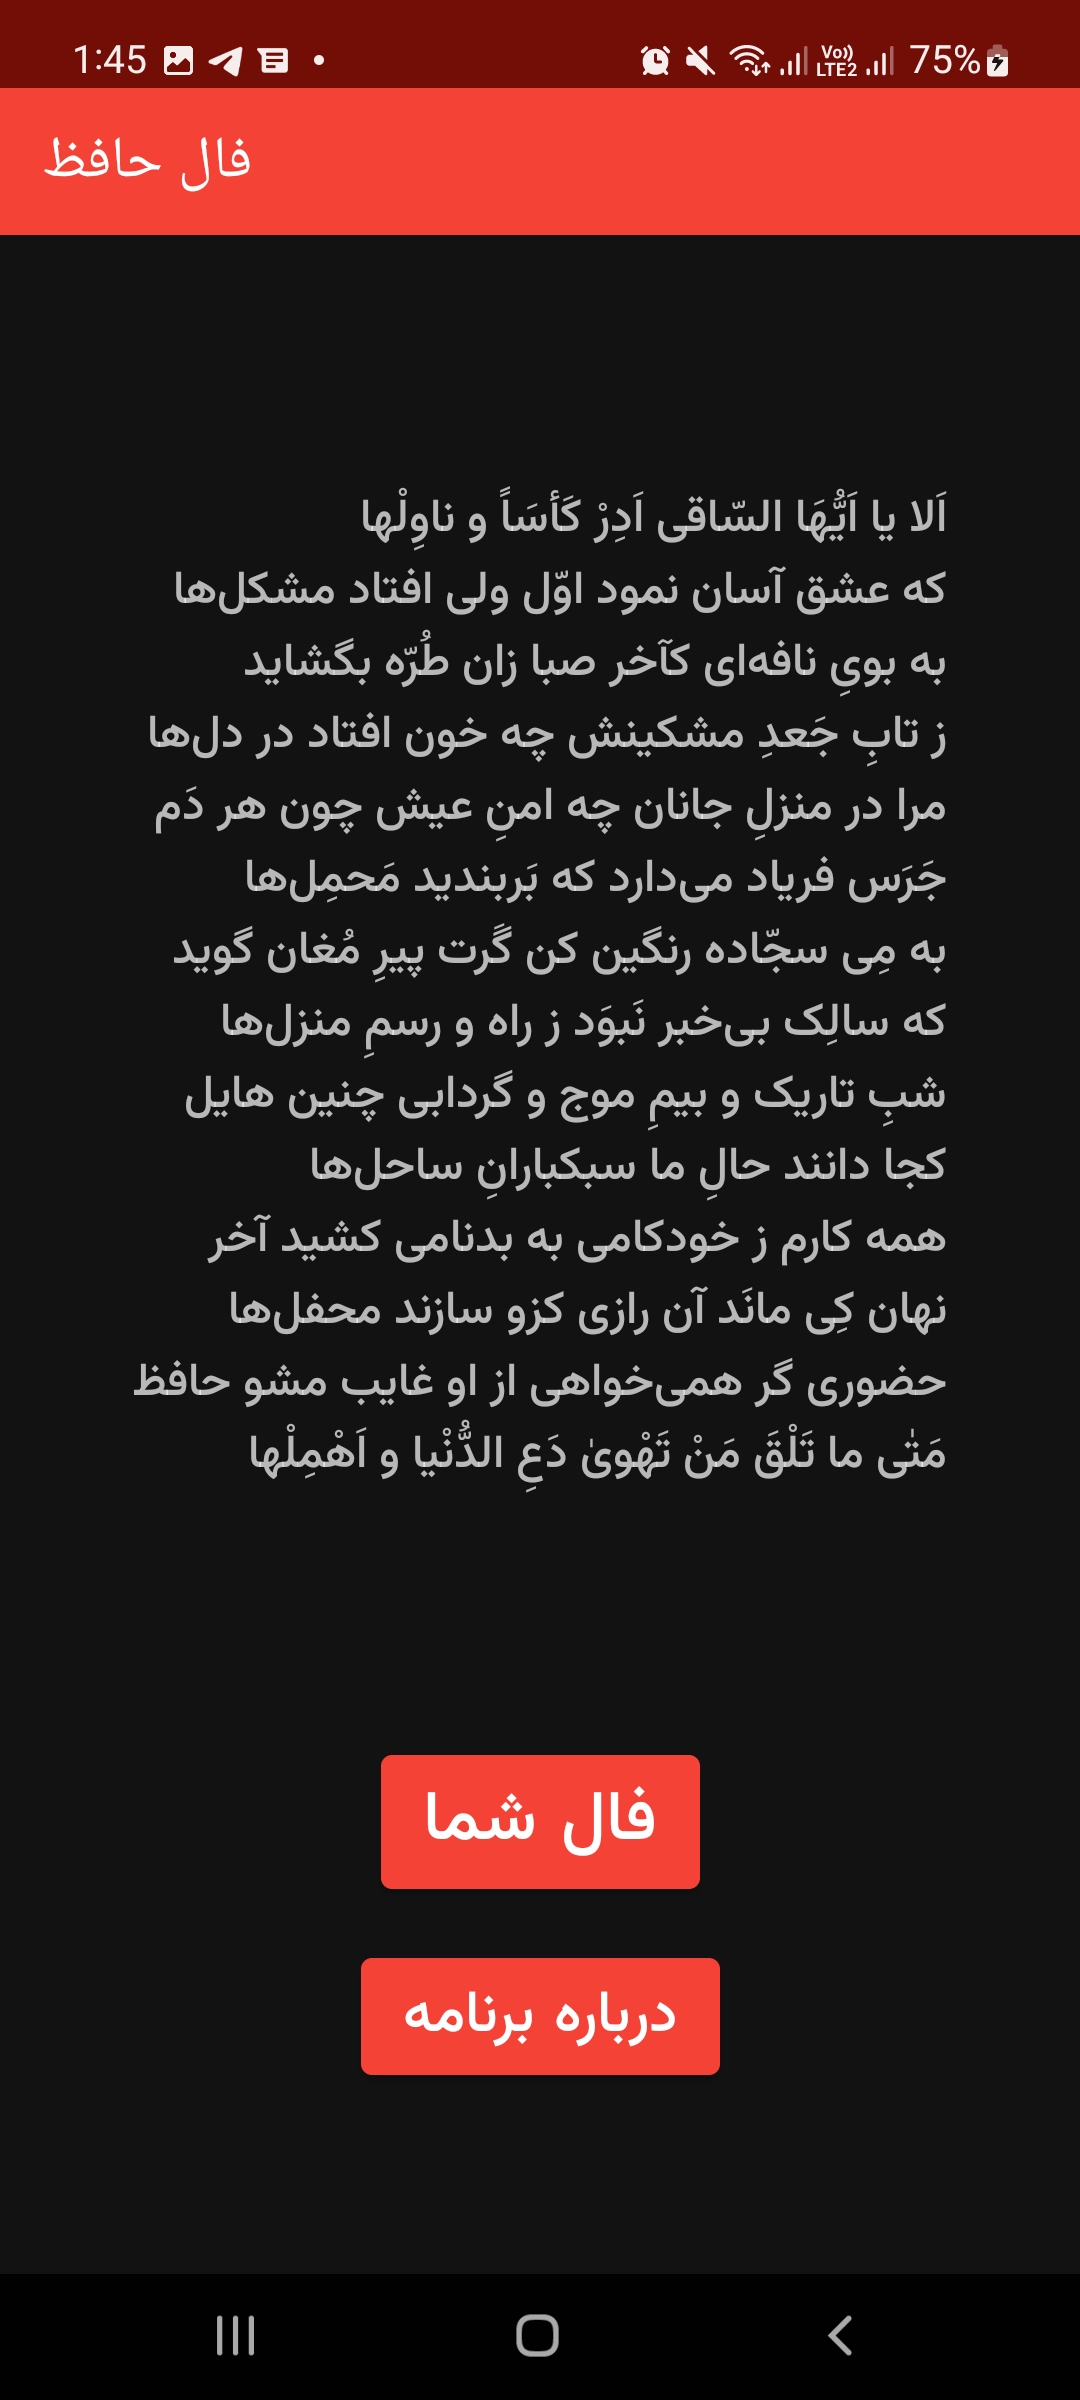 1:45
Vo))
LTE2
75%
فال حافظ
اَلا یا اَیُّهَا السّاقی اَدِرْ کَأسَاً و ناوِلْها
که عشق آسان نمود اوّل ولی افتاد مشکل‌ها
به بویِ نافه‌ای کآخر صبا زان طُرّه بگشاید
ز تابِ جَعدِ مشکینش چه خون افتاد در دل‌ها
مرا در منزلِ جانان چه امنِ عیش چون هر دَم
جَرَس فریاد می‌دارد که بَربندید مَحمِل‌ها
به مِی سجّاده رنگین کن گَرت پیرِ مُغان گوید
که سالِک بی‌خبر نَبوَد ز راه و رسمِ منزل‌ها
شبِ تاریک و بیمِ موج و گردابی چنین هایل
کجا دانند حالِ ما سبکبارانِ ساحل‌ها
همه کارم ز خودکامی به بدنامی کشید آخر
نهان کِی مانَد آن رازی کزو سازند محفل‌ها
حضوری گر همی‌خواهی از او غایب مشو حافظ
مَتٰی ما تَلْقَ مَنْ تَهْویٰ دَعِ الدُّنْیا و اَهْمِلْها
فال شما
درباره برنامه